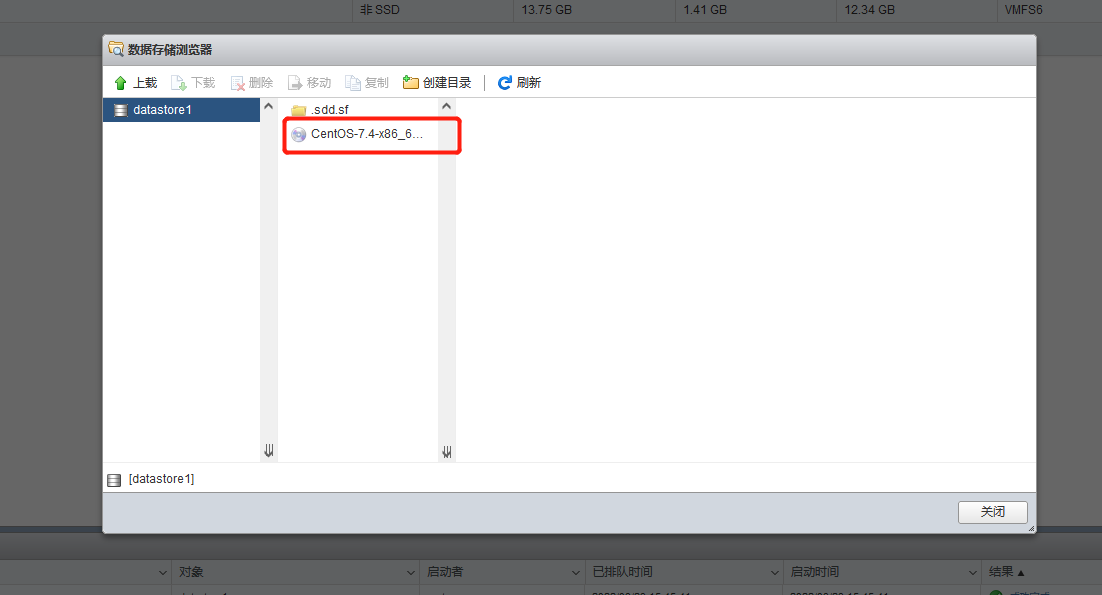 非 SSD 13.75 GB 1.41 GB 12.34 GB VMFS6
数据存储浏览器
上载 下载 删除 移动 复制 创建目录 刷新
datastore1 .sdd.sf
CentOS-7.4-x86_6...
[datastore1]
关闭
对象 启动者 已排队时间 启动时间 结果 ▲